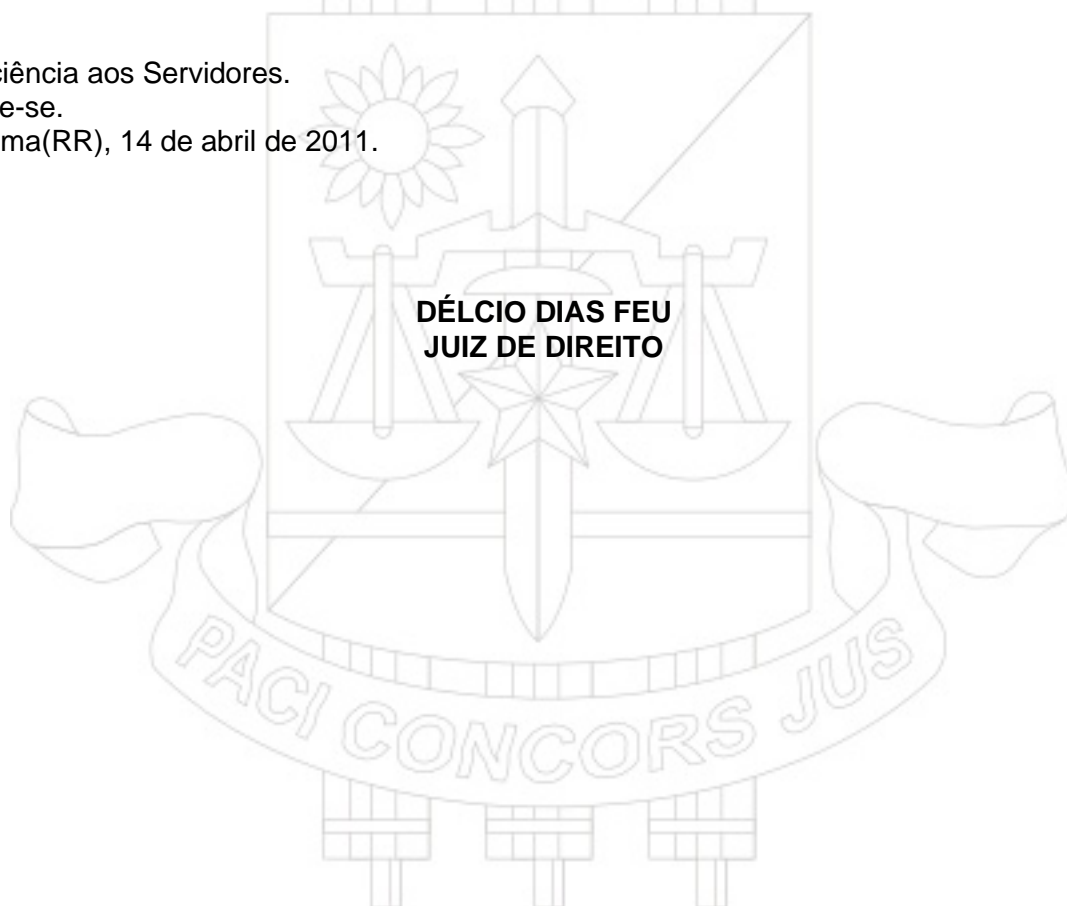 ciência aos Servidores.
e-se.
ma(RR), 14 de abril de 2011.
DÉLCIO DIAS FEU
JUIZ DE DIREITO
PACI CONCORS JUS